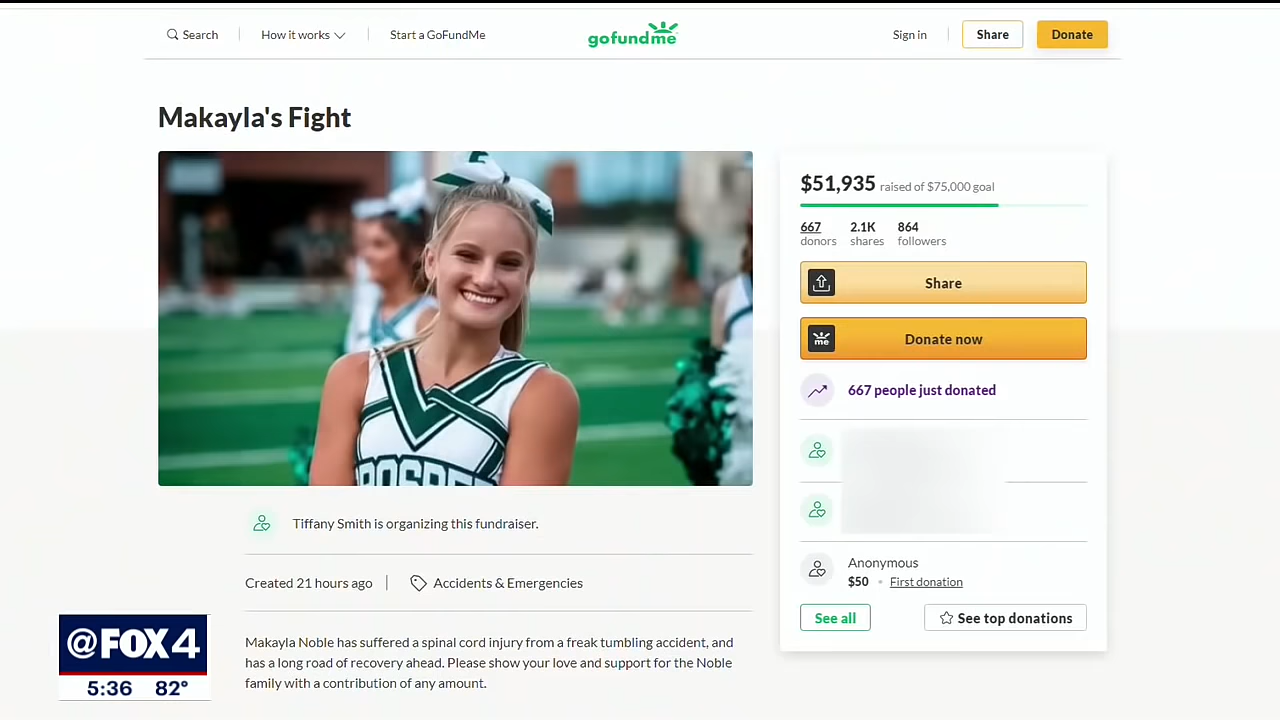 Search
How it works
Start a GoFundMe
gofundme
Sign in
Share
Donate
Makayla's Fight
$51,935 raised of $75,000 goal
667 donors
2.1K shares
864 followers
Share
me
Donate now
667 people just donated
Anonymous
$50 • First donation
See all
See top donations
Tiffany Smith is organizing this fundraiser.
Created 21 hours ago
Accidents & Emergencies
Makayla Noble has suffered a spinal cord injury from a freak tumbling accident, and
has a long road of recovery ahead. Please show your love and support for the Noble
family with a contribution of any amount.
@FOX 4
5:36 82°